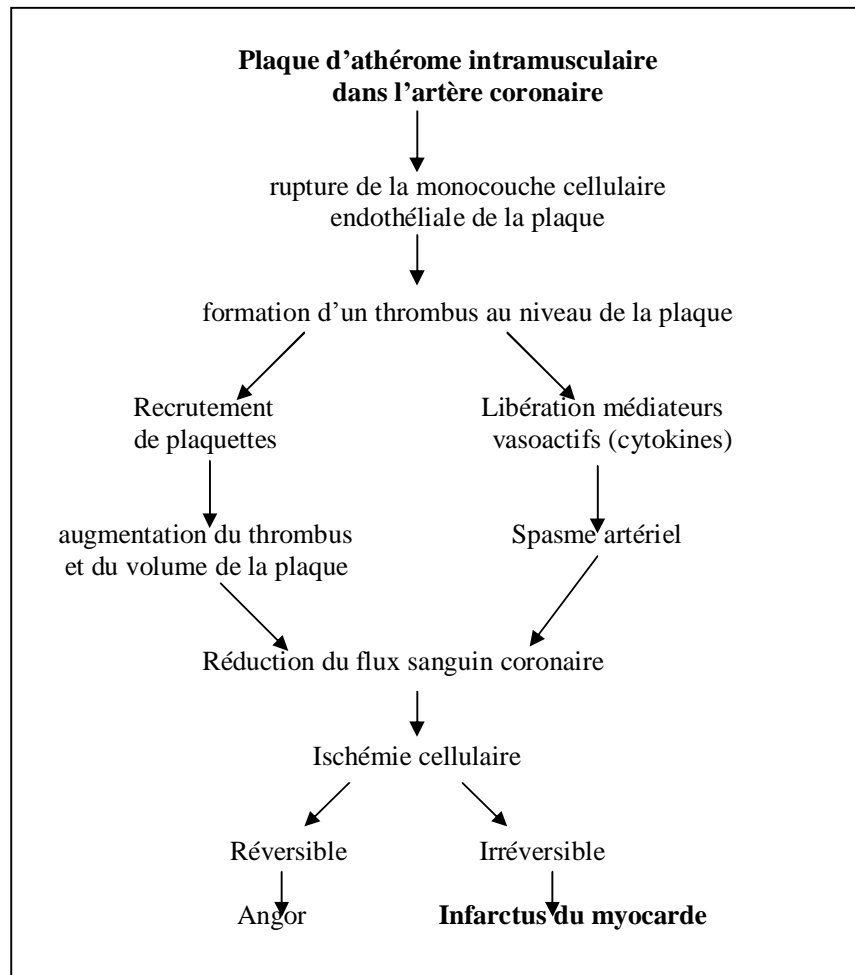 Plaque d’athérome intramusculaire
dans l’artère coronaire
rupture de la monocouche cellulaire
endothéliale de la plaque
formation d’un thrombus au niveau de la plaque
Recrutement
de plaquettes
Libération médiateurs
vasoactifs (cytokines)
augmentation du thrombus
et du volume de la plaque
Spasme artériel
Réduction du flux sanguin coronaire
Ischémie cellulaire
Réversible
Irréversible
Angor
Infarctus du myocarde